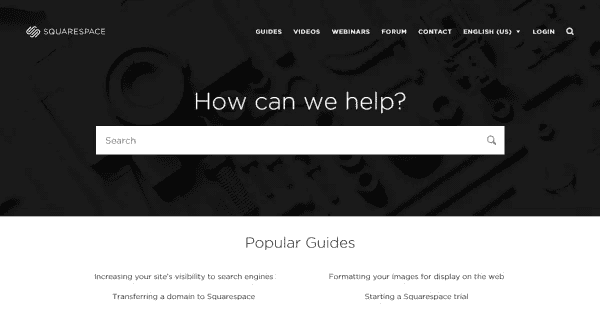 SQUARESPACE
GUIDES VIDEOS WEBINARS FORUM CONTACT ENGLISH (US) LOGIN
How can we help?
Search
Popular Guides
Increasing your site's visibility to search engines
Formatting your images for display on the web
Transferring a domain to Squarespace
Starting a Squarespace trial